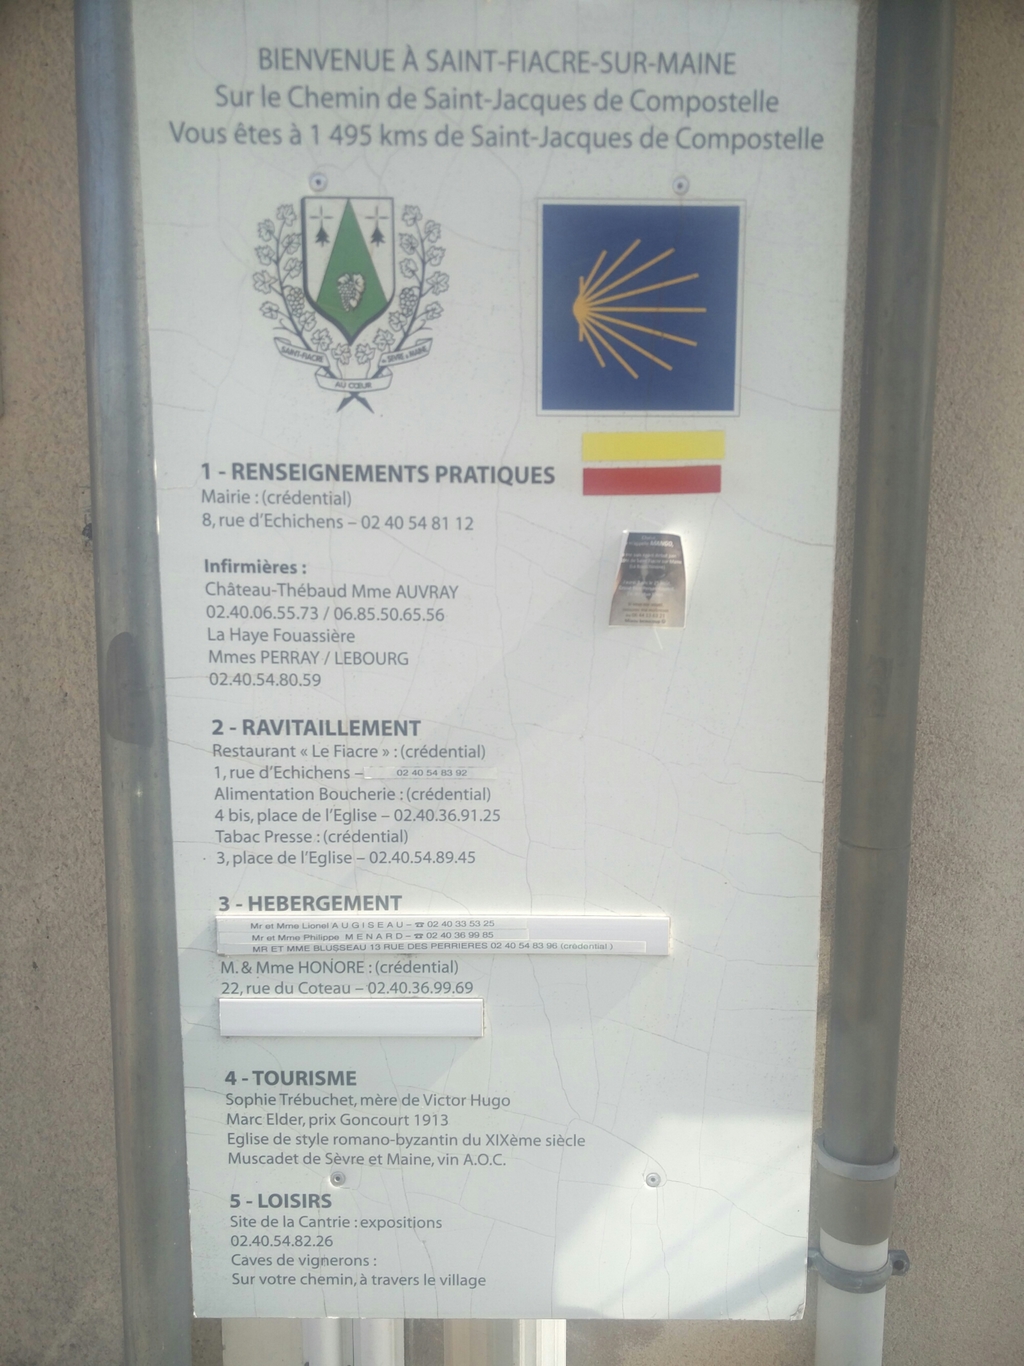 BIENVENUE À SAINT-FIACRE-SUR-MAINE
Sur le Chemin de Saint-Jacques de Compostelle
Vous êtes à 1 495 kms de Saint-Jacques de Compostelle
SAINT-FIACRE
DE SÈVRE & MAINE
AU CŒUR
1 - RENSEIGNEMENTS PRATIQUES
Mairie : (crédential)
8, rue d'Echichens – 02 40 54 81 12
Infirmières :
Château-Thébaud Mme AUVRAY
02.40.06.55.73 / 06.85.50.65.56
La Haye Fouassière
Mmes PERRAY / LEBOURG
02.40.54.80.59
2 - RAVITAILLEMENT
Restaurant « Le Fiacre » : (crédential)
1, rue d'Echichens – 02 40 54 83 92
Alimentation Boucherie : (crédential)
4 bis, place de l'Eglise – 02.40.36.91.25
Tabac Presse : (crédential)
3, place de l'Eglise – 02.40.54.89.45
3 - HEBERGEMENT
Mr et Mme Lionel A U G I S E A U – ☎ 02 40 33 53 25
Mr et Mme Philippe M E N A R D – ☎ 02 40 36 99 85
MR ET MME BLUSSEAU 13 RUE DES PERRIERES 02 40 54 83 96 (crédential )
M. & Mme HONORE : (crédential)
22, rue du Coteau – 02.40.36.99.69
4 - TOURISME
Sophie Trébuchet, mère de Victor Hugo
Marc Elder, prix Goncourt 1913
Eglise de style romano-byzantin du XIXème siècle
Muscadet de Sèvre et Maine, vin A.O.C.
5 - LOISIRS
Site de la Cantrie : expositions
02.40.54.82.26
Caves de vignerons :
Sur votre chemin, à travers le village